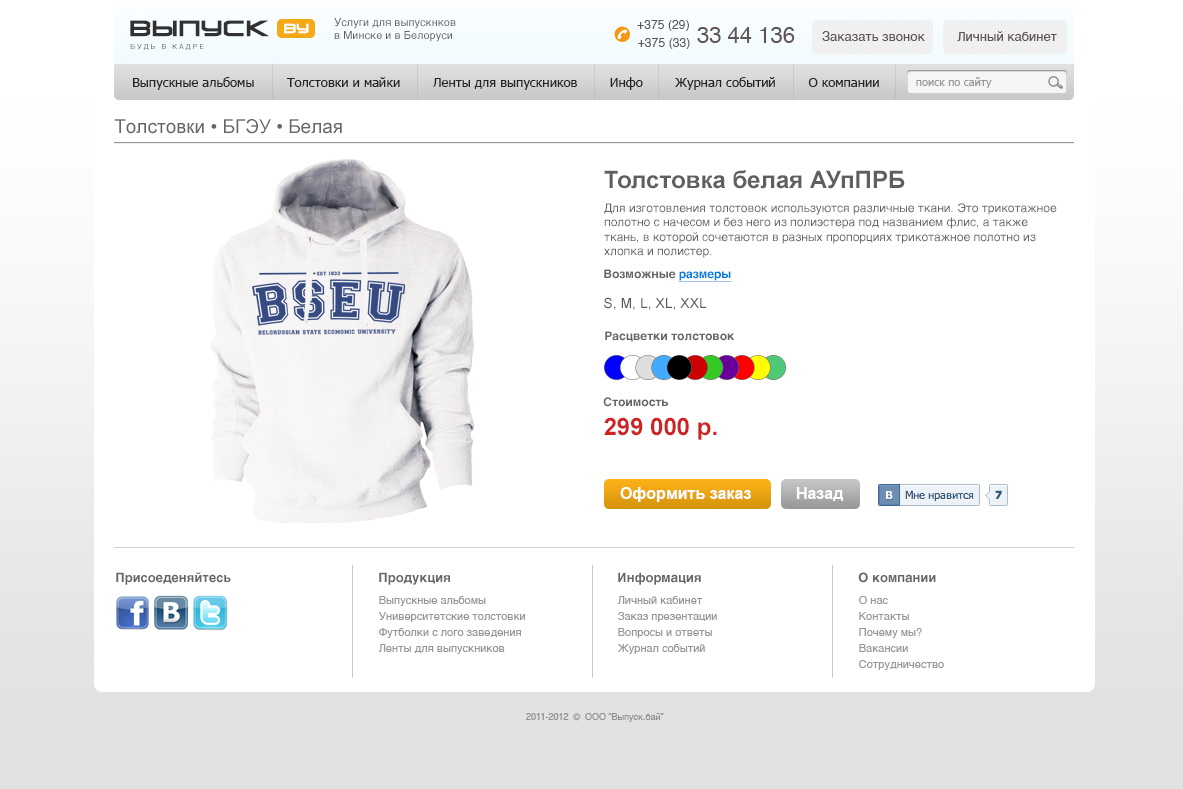 ВЫПУСК BY
БУДЬ В КАДРЕ
Услуги для выпускнков
в Минске и в Белоруси
+375 (29)
+375 (33)
33 44 136
Заказать звонок
Личный кабинет
Выпускные альбомы
Толстовки и майки
Ленты для выпускников
Инфо
Журнал событий
О компании
поиск по сайту
Толстовки • БГЭУ • Белая
EST 1933
BSEU
BELORUSSIAN STATE ECOMOMIC UNIVERSITY
Толстовка белая АУпПРБ
Для изготовления толстовок используются различные ткани. Это трикотажное
полотно с начесом и без него из полиэстера под названием флис, а также
ткань, в которой сочетаются в разных пропорциях трикотажное полотно из
хлопка и полистер.
Возможные размеры
S, M, L, XL, XXL
Расцветки толстовок
Стоимость
299 000 р.
Оформить заказ
Назад
В Мне нравится 7
Присоеденяйтесь
f В t
Продукция
Выпускные альбомы
Университетские толстовки
Футболки с лого заведения
Ленты для выпускников
Информация
Личный кабинет
Заказ презентации
Вопросы и ответы
Журнал событий
О компании
О нас
Контакты
Почему мы?
Вакансии
Сотрудничество
2011-2012 © ООО "Выпуск.бай"